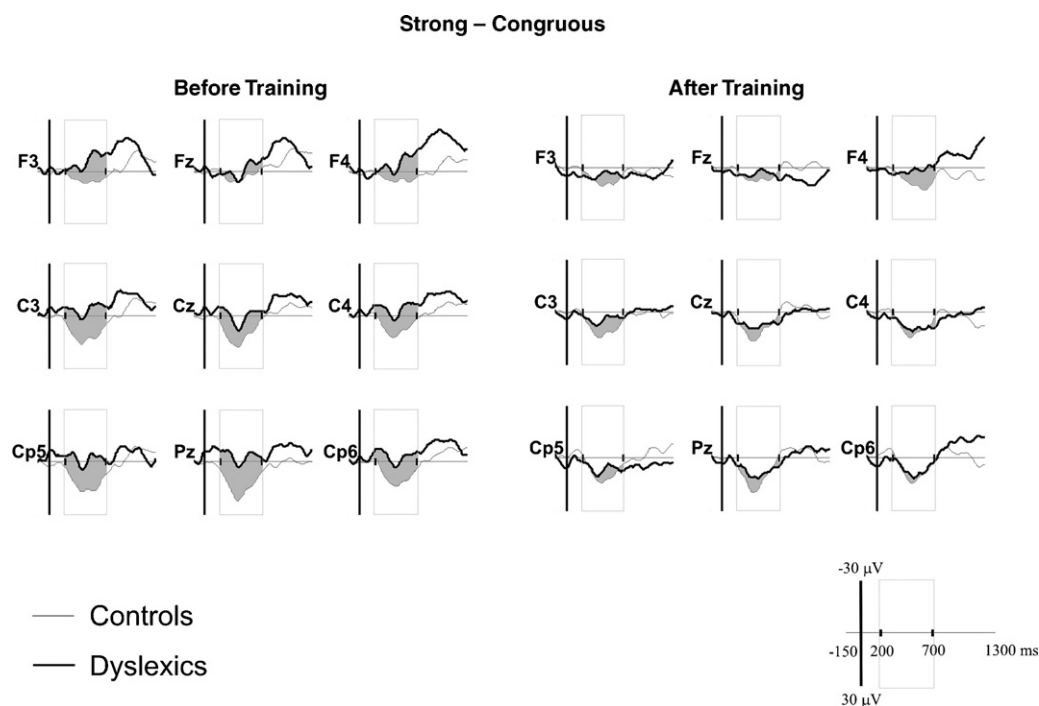 Strong – Congruous
Before Training
After Training
F3 Fz F4 F3 Fz F4
C3 Cz C4 C3 Cz C4
Cp5 Pz Cp6 Cp5 Pz Cp6
-30 μV
Controls
Dyslexics
-150 200 700 1300 ms
30 μV